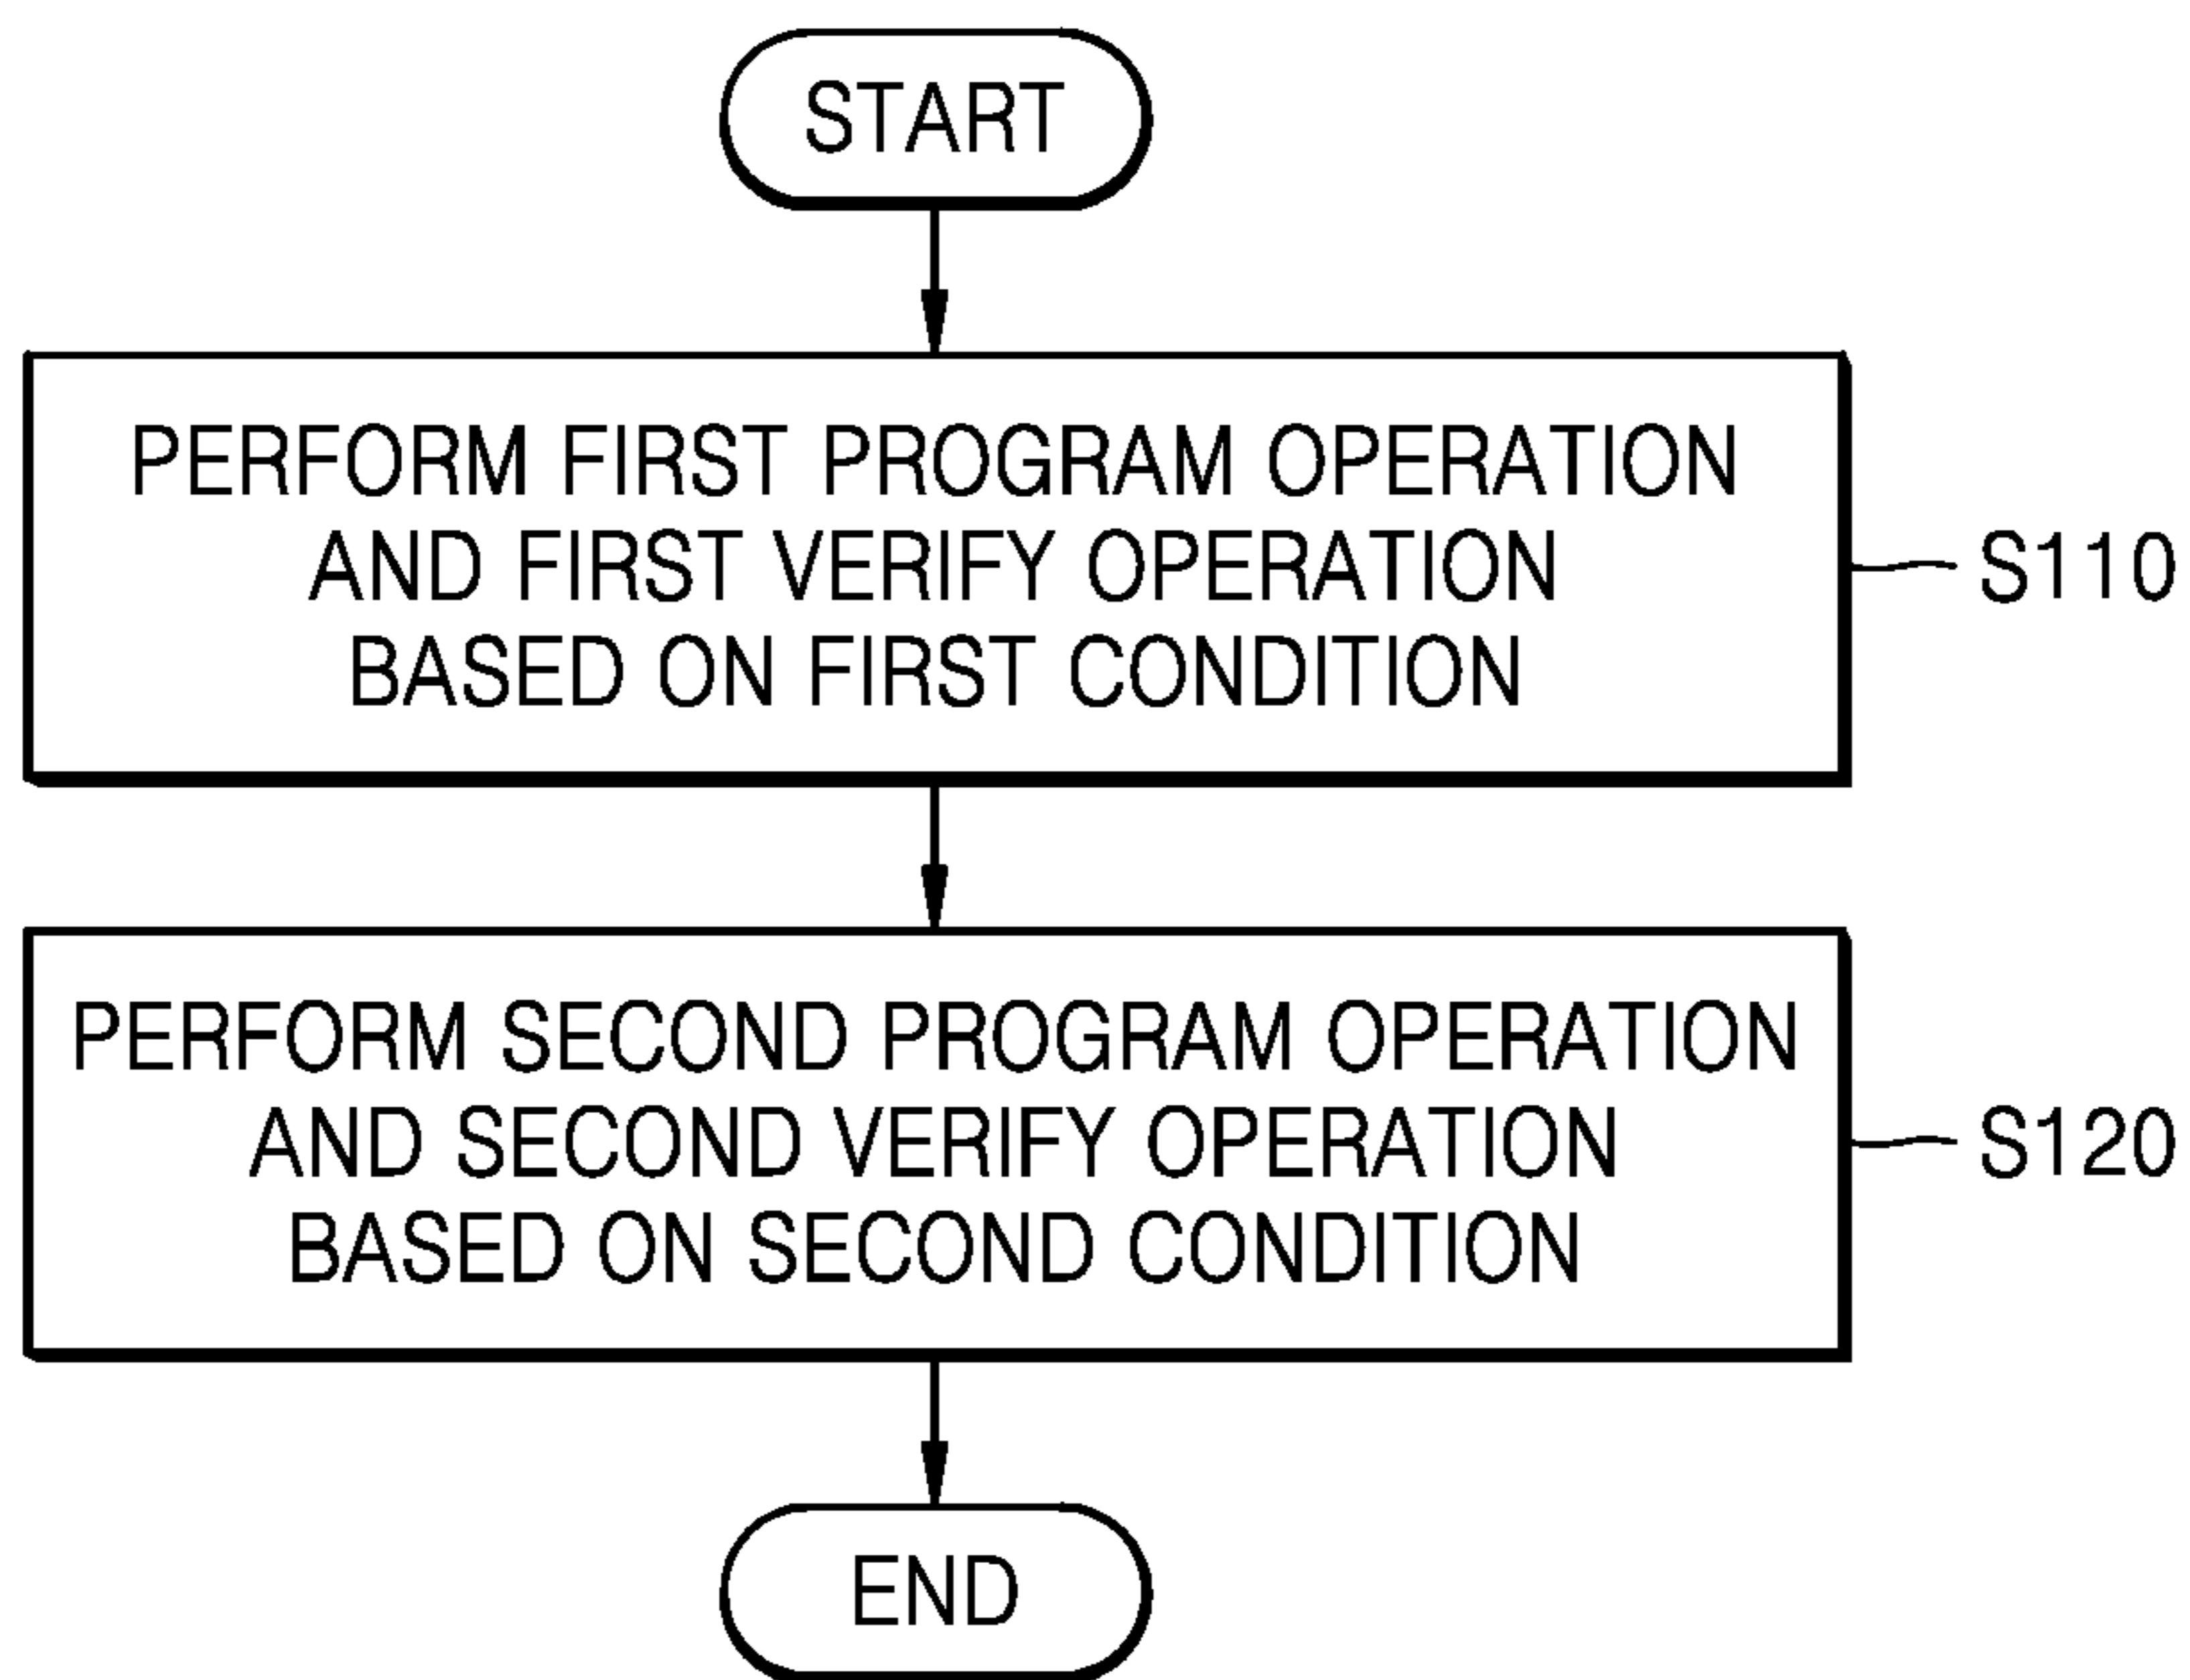 START
PERFORM FIRST PROGRAM OPERATION
AND FIRST VERIFY OPERATION
BASED ON FIRST CONDITION
S110
PERFORM SECOND PROGRAM OPERATION
AND SECOND VERIFY OPERATION
BASED ON SECOND CONDITION
S120
END